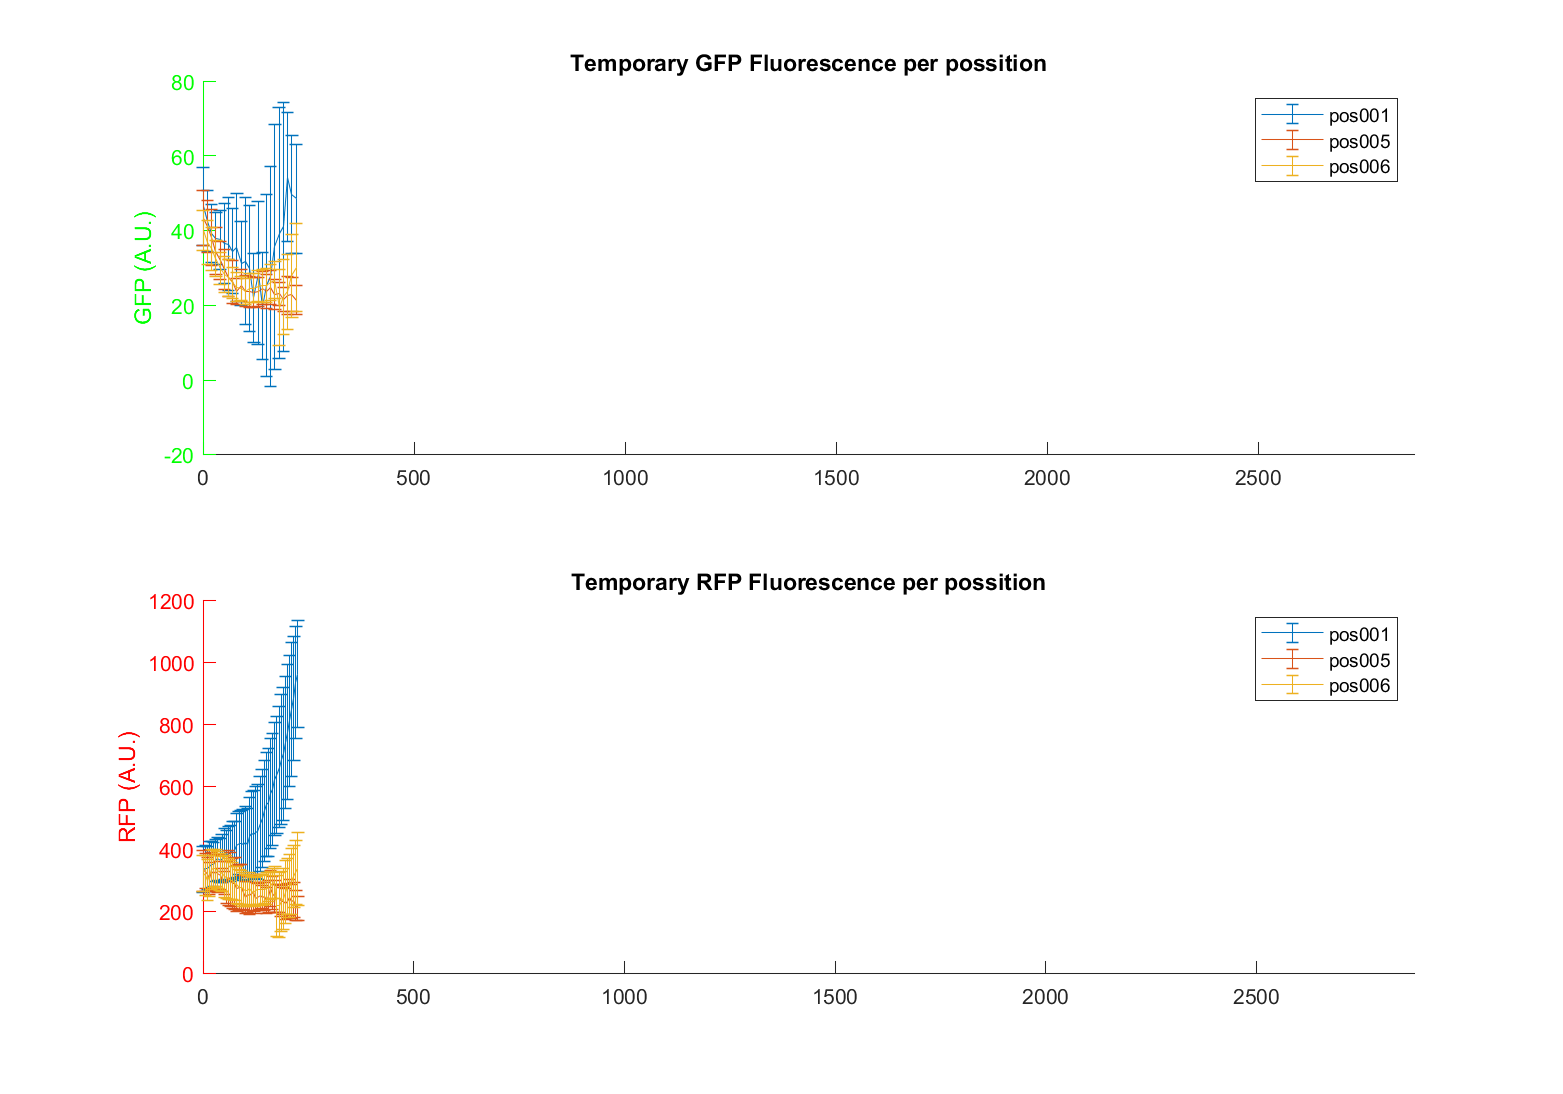 Temporary GFP Fluorescence per possition
80
60
40
20
0
-20
GFP (A.U.)
0 500 1000 1500 2000 2500
pos001
pos005
pos006
Temporary RFP Fluorescence per possition
1200
1000
800
600
400
200
0
RFP (A.U.)
0 500 1000 1500 2000 2500
pos001
pos005
pos006